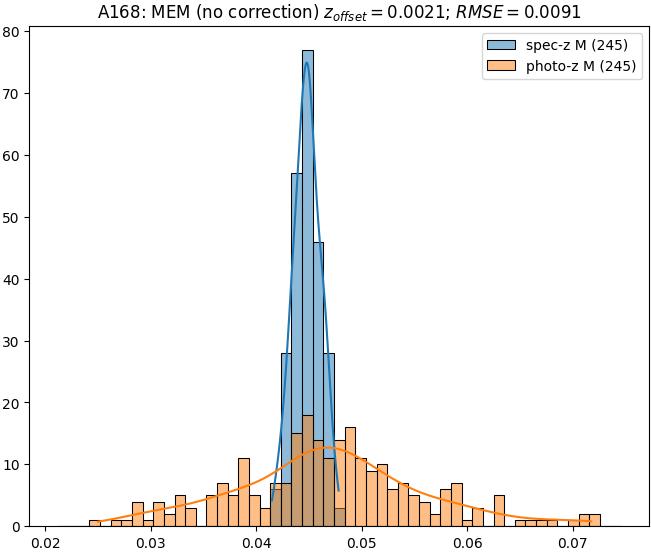 A168: MEM (no correction) z_offset = 0.0021; RMSE = 0.0091
spec-z M (245)
photo-z M (245)
80
70
60
50
40
30
20
10
0
0.02 0.03 0.04 0.05 0.06 0.07